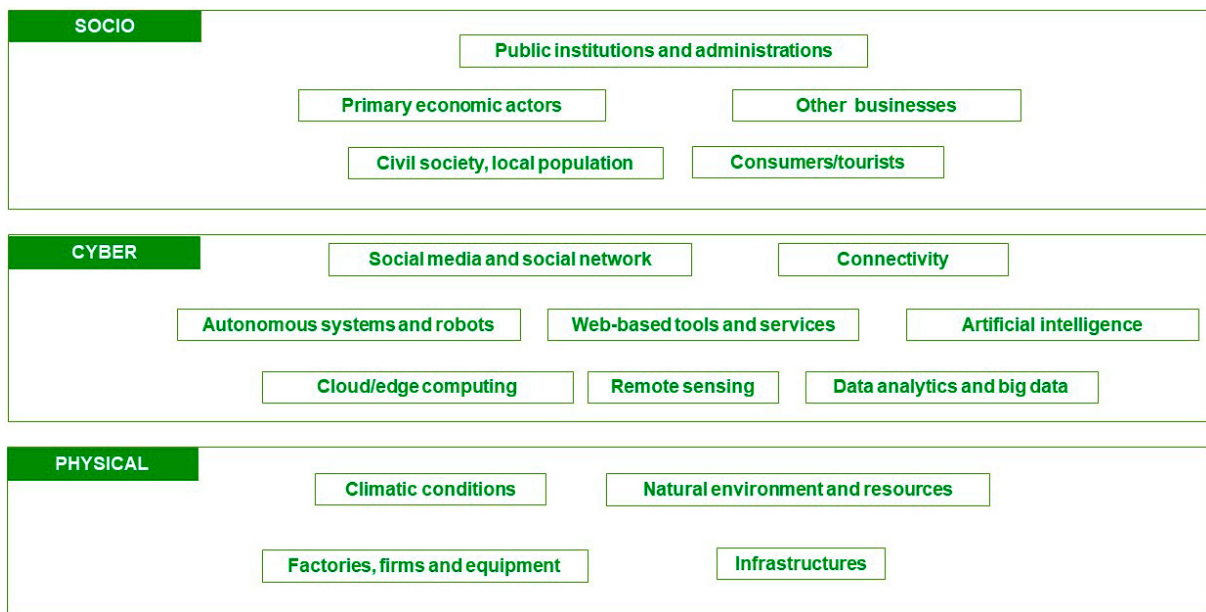 SOCIO
Public institutions and administrations
Primary economic actors
Other businesses
Civil society, local population
Consumers/tourists
CYBER
Social media and social network
Connectivity
Autonomous systems and robots
Web-based tools and services
Artificial intelligence
Cloud/edge computing
Remote sensing
Data analytics and big data
PHYSICAL
Climatic conditions
Natural environment and resources
Factories, firms and equipment
Infrastructures